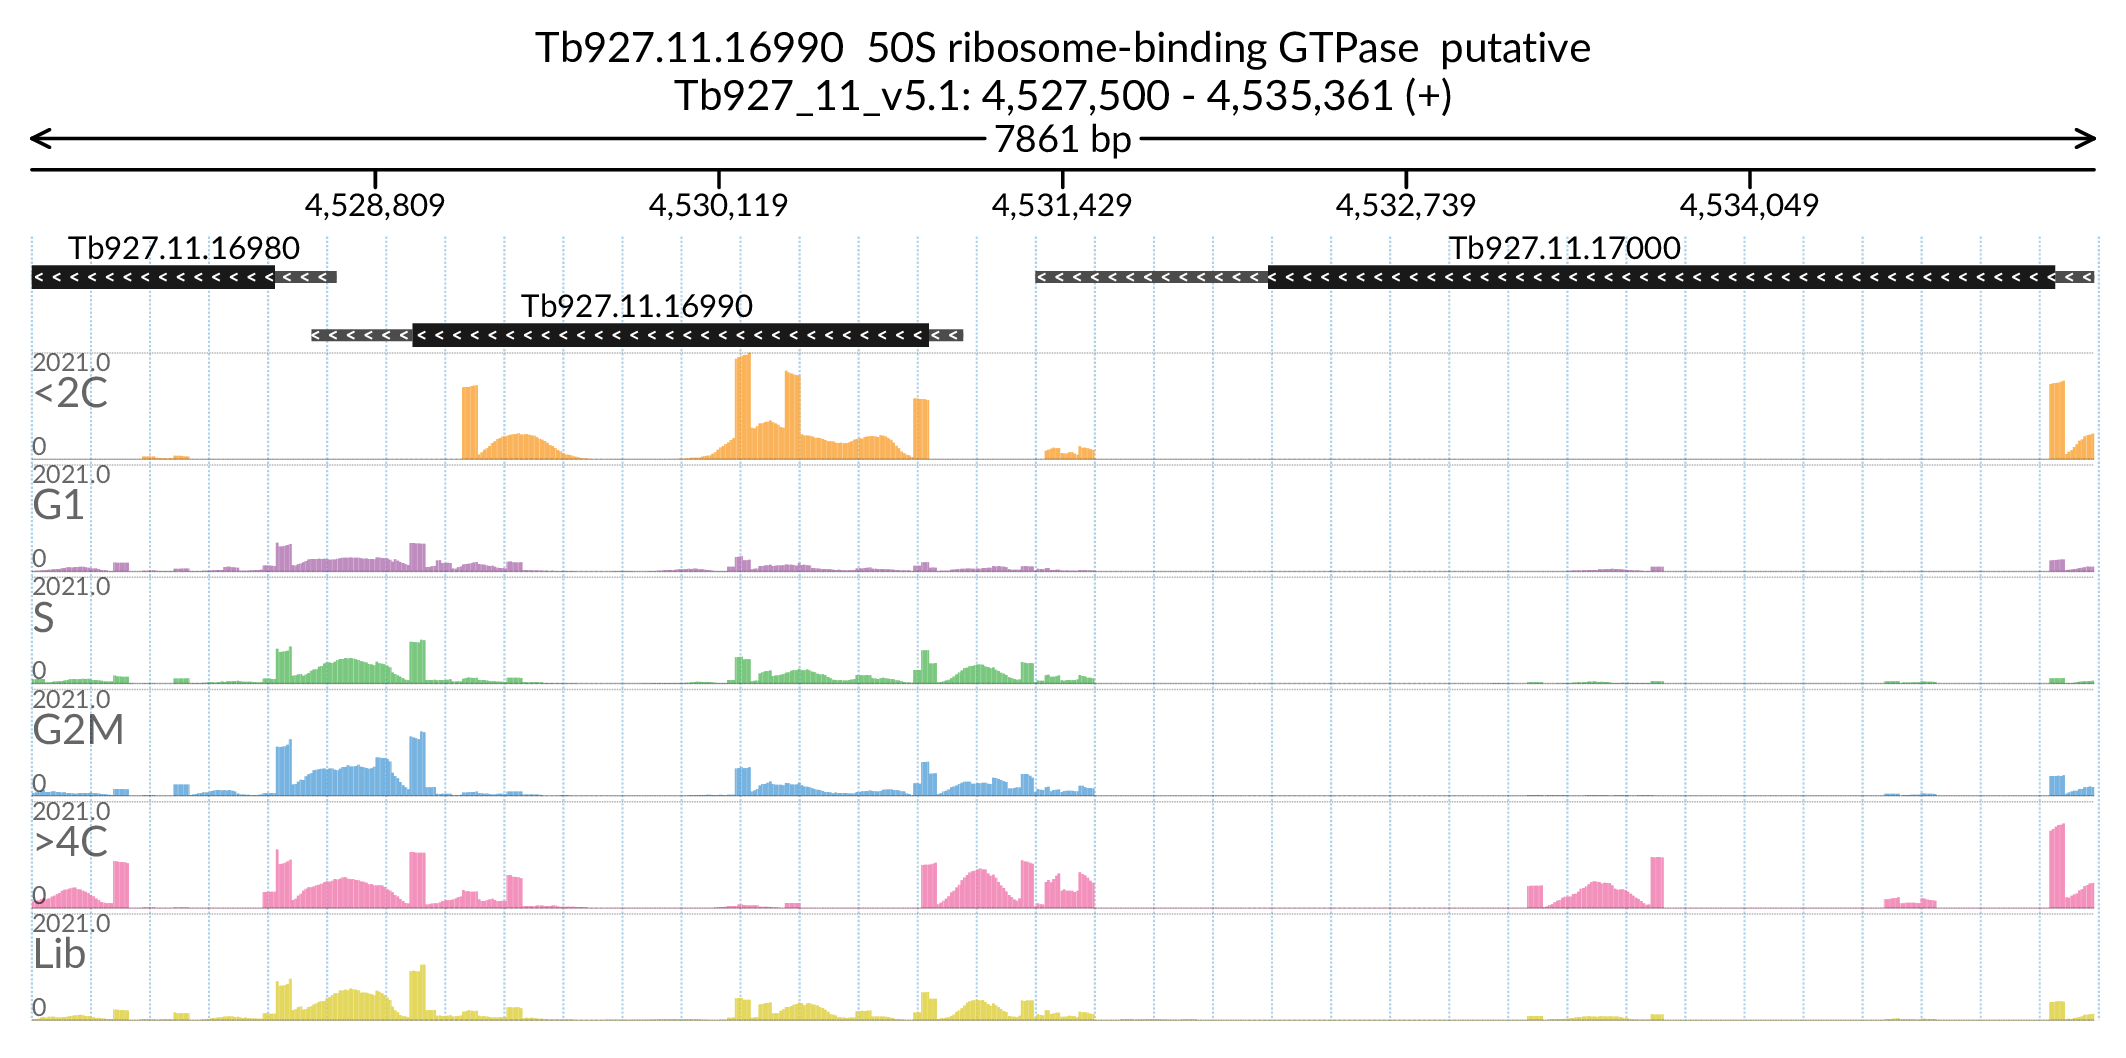 Tb927.11.16990  50S ribosome-binding GTPase  putative
Tb927_11_v5.1: 4,527,500 - 4,535,361 (+)
7861 bp
4,528,809 4,530,119 4,531,429 4,532,739 4,534,049
Tb927.11.16980 Tb927.11.17000
Tb927.11.16990
2021.0
<2C
0
2021.0
G1
0
2021.0
S
0
2021.0
G2M
0
2021.0
>4C
0
2021.0
Lib
0